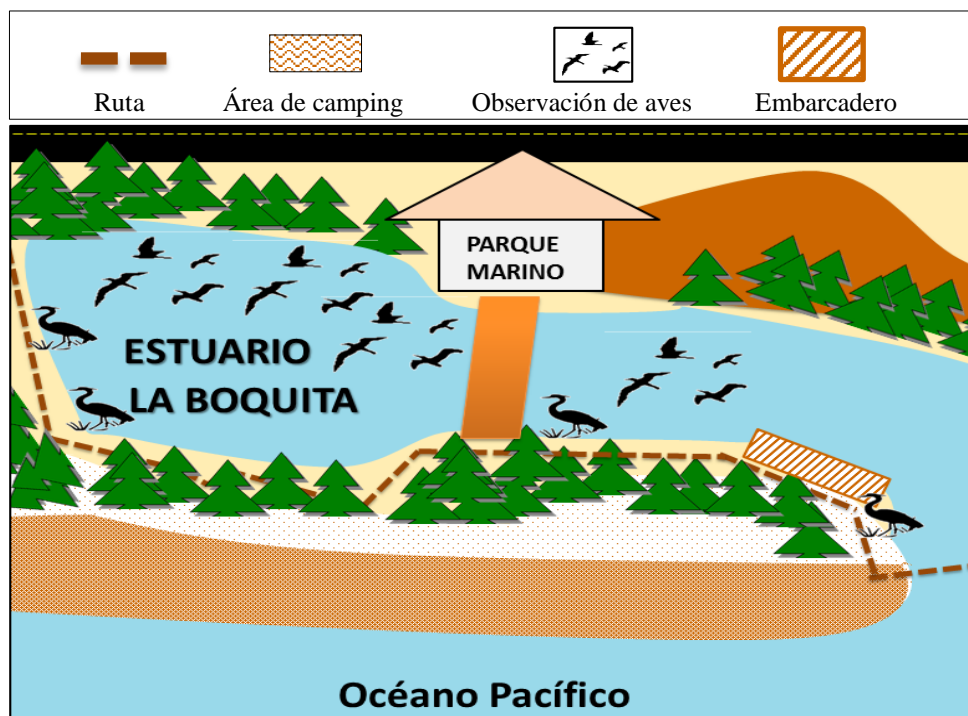 Ruta
Área de camping
Observación de aves
Embarcadero
PARQUE
MARINO
ESTUARIO
LA BOQUITA
Océano Pacífico